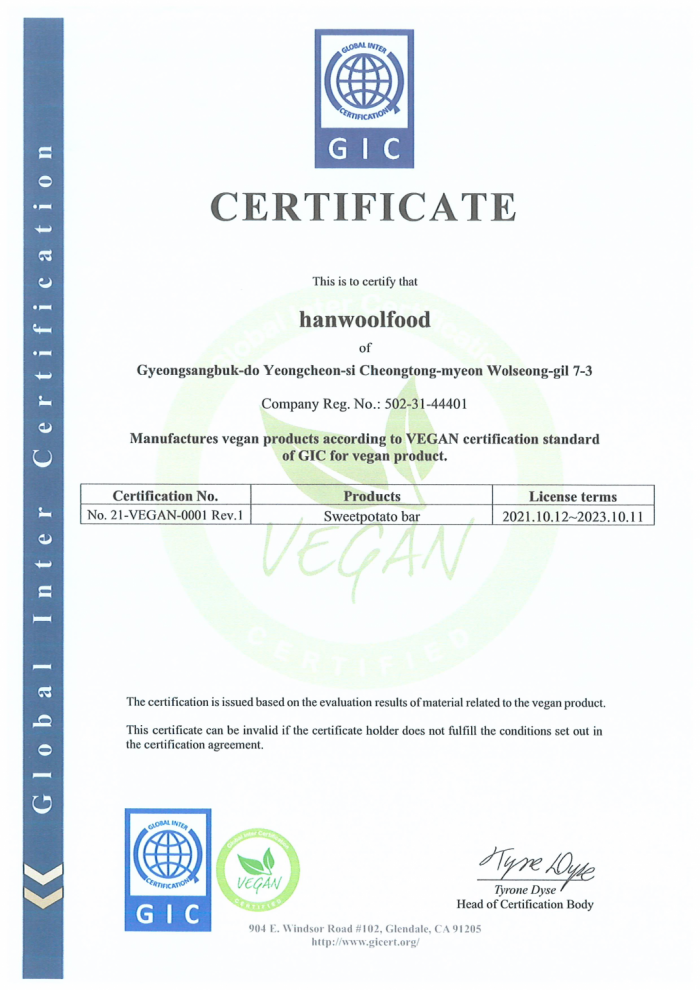 GLOBAL INTER
CERTIFICATION
GIC
CERTIFICATE
This is to certify that
hanwoolfood
of
Gyeongsangbuk-do Yeongcheon-si Cheongtong-myeon Wolseong-gil 7-3
Company Reg. No.: 502-31-44401
Manufactures vegan products according to VEGAN certification standard
of GIC for vegan product.
Certification No. Products License terms
No. 21-VEGAN-0001 Rev.1 Sweetpotato bar 2021.10.12~2023.10.11
Global Inter Certification
VEGAN
CERTIFIED
The certification is issued based on the evaluation results of material related to the vegan product.
This certificate can be invalid if the certificate holder does not fulfill the conditions set out in
the certification agreement.
GLOBAL INTER
CERTIFICATION
GIC
Global Inter Certification
VEGAN
CERTIFIED
Tyrone Dyse
Tyrone Dyse
Head of Certification Body
904 E. Windsor Road #102, Glendale, CA 91205
http://www.gicert.org/
Global Inter Certification